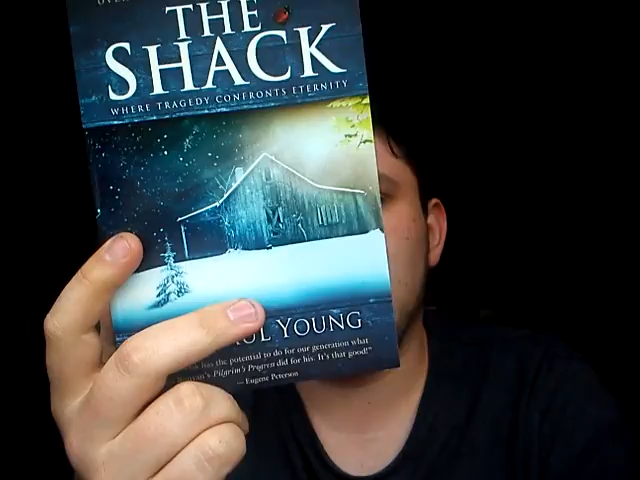 THE
SHACK
WHERE TRAGEDY CONFRONTS ETERNITY
YOUNG
has the potential to do for our generation what
Pilgrim's Progress did for his. It's that good!"
— Eugene Peterson